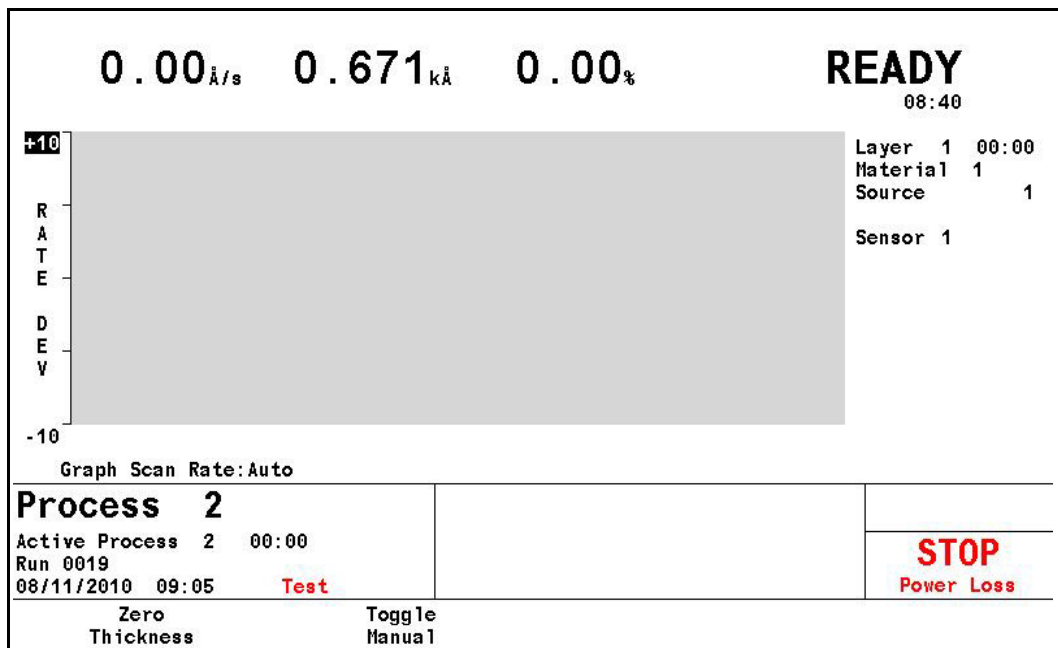 0.00Å/s 0.671kÅ 0.00% READY
08:40
+10
RATE DEV
-10
Layer 1 00:00
Material 1
Source 1
Sensor 1
Graph Scan Rate:Auto
Process 2
Active Process 2 00:00
Run 0019
08/11/2010 09:05 Test
STOP
Power Loss
Zero Thickness
Toggle Manual